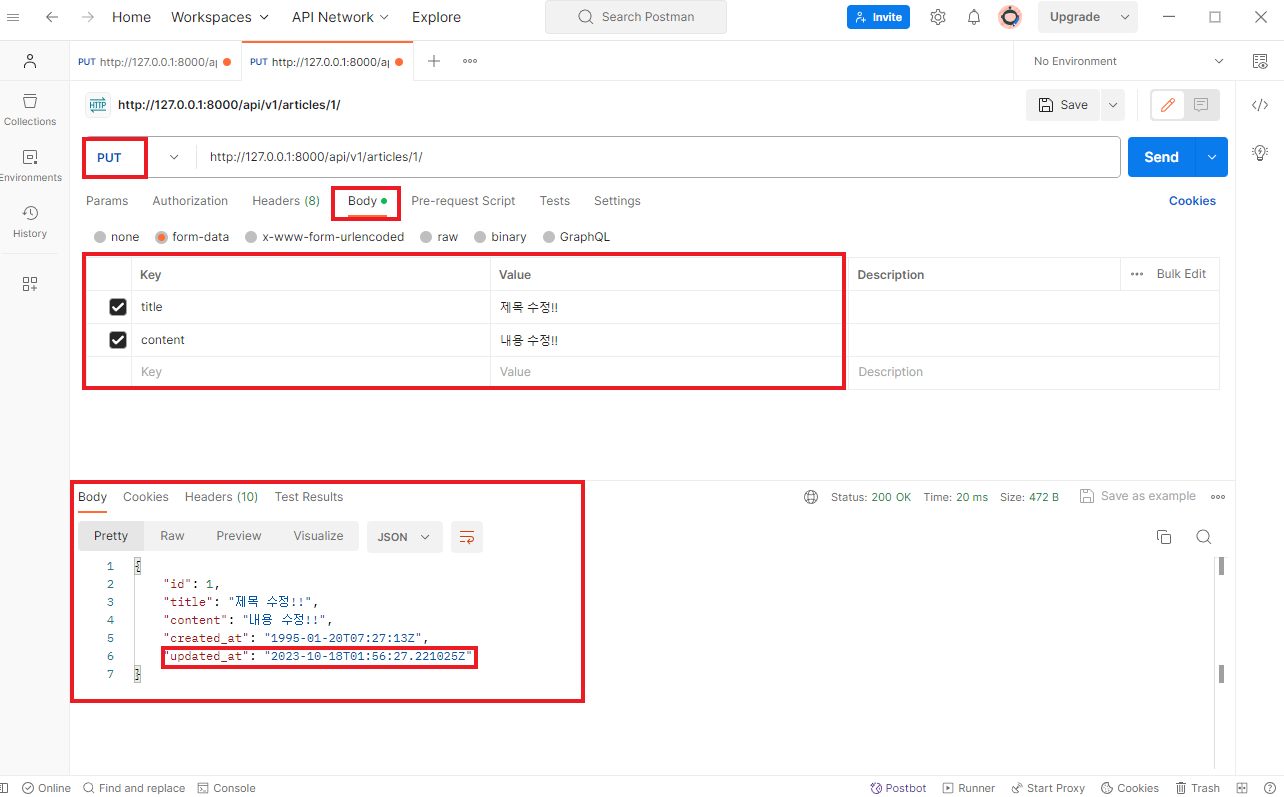 Home Workspaces API Network Explore Search Postman Invite Upgrade
PUT http://127.0.0.1:8000/ap PUT http://127.0.0.1:8000/ap No Environment
HTTP http://127.0.0.1:8000/api/v1/articles/1/ Save
Collections
Environments
History
PUT http://127.0.0.1:8000/api/v1/articles/1/ Send
Params Authorization Headers (8) Body Pre-request Script Tests Settings Cookies
none form-data x-www-form-urlencoded raw binary GraphQL
Key Value Description Bulk Edit
title 제목 수정!!
content 내용 수정!!
Key Value Description
Body Cookies Headers (10) Test Results Status: 200 OK Time: 20 ms Size: 472 B Save as example
Pretty Raw Preview Visualize JSON
1 {
2 "id": 1,
3 "title": "제목 수정!!",
4 "content": "내용 수정!!",
5 "created_at": "1995-01-20T07:27:13Z",
6 "updated_at": "2023-10-18T01:56:27.221025Z"
7 }
Online Find and replace Console Postbot Runner Start Proxy Cookies Trash